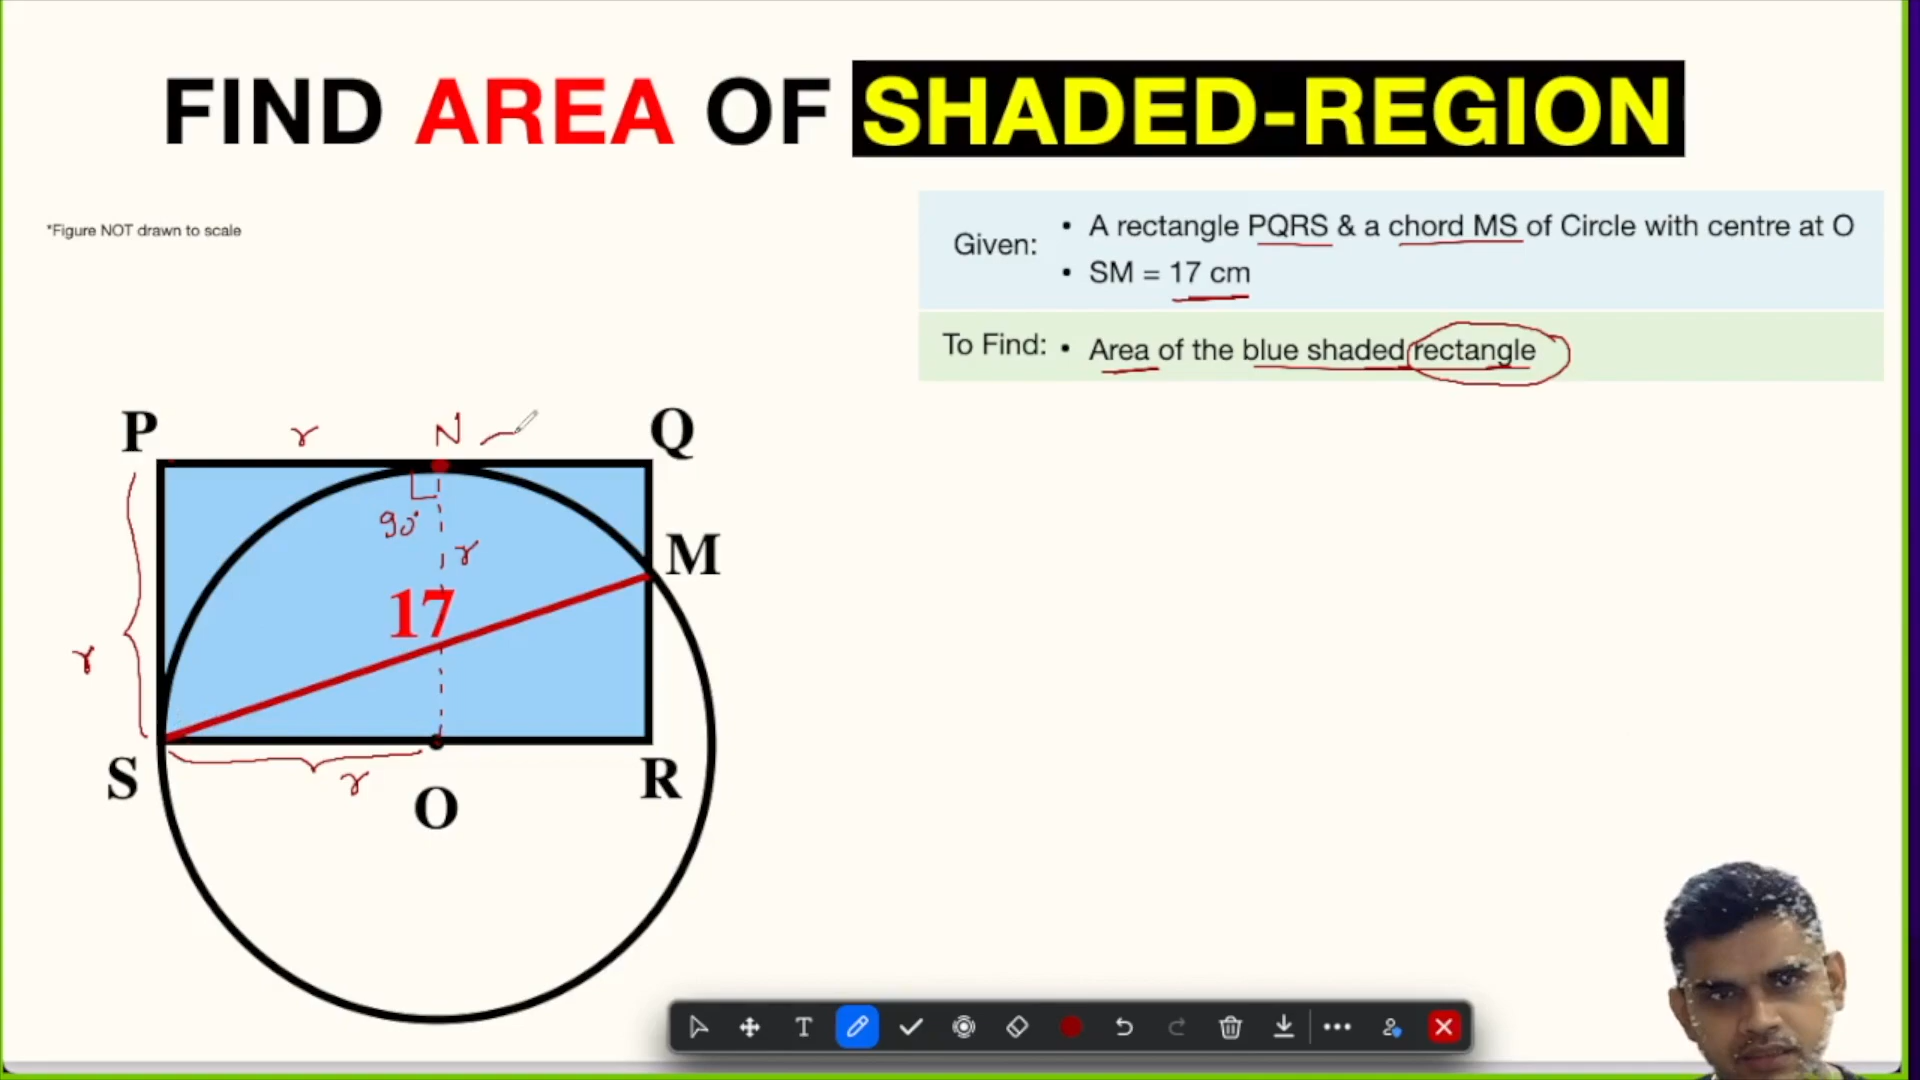 FIND AREA OF SHADED-REGION
*Figure NOT drawn to scale
Given:
• A rectangle PQRS & a chord MS of Circle with centre at O
• SM = 17 cm
To Find: • Area of the blue shaded rectangle
P r N Q
90°
r
M
17
r
S
r
O
R
T